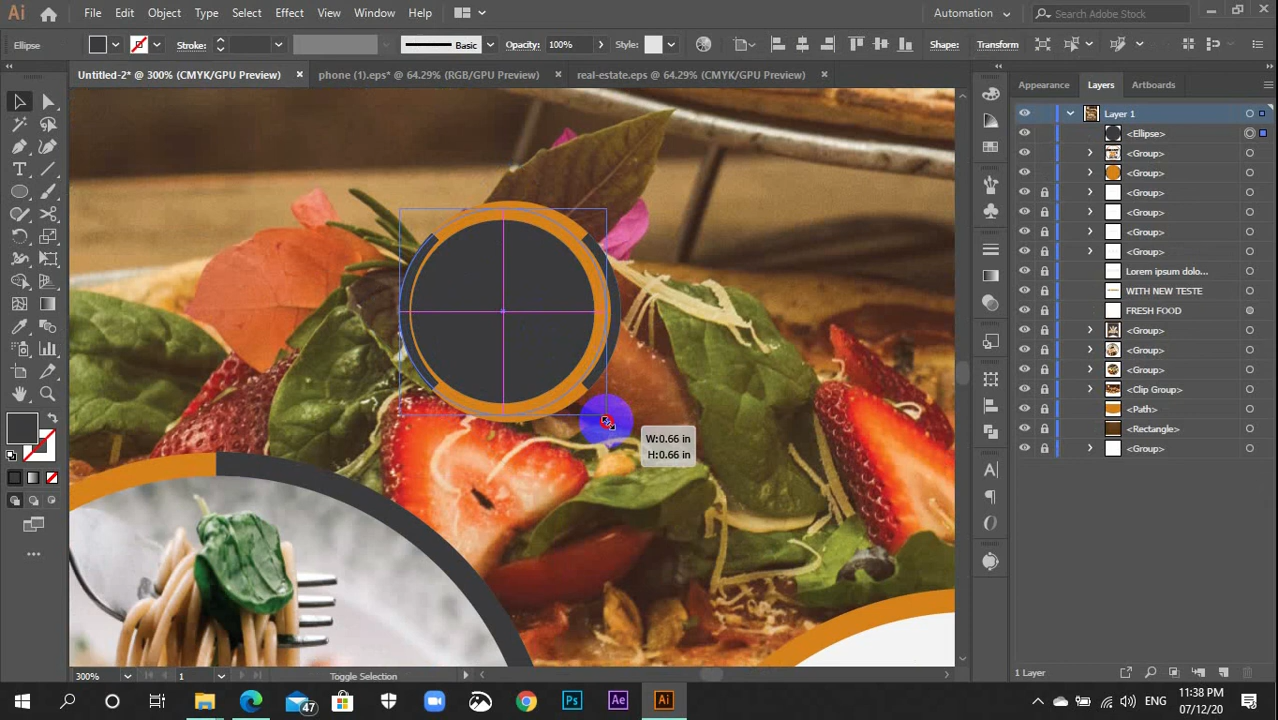 Ai File Edit Object Type Select Effect View Window Help Automation Search Adobe Stock
Ellipse Stroke: Basic Opacity: 100% Style: Shape: Transform
Untitled-2* @ 300% (CMYK/GPU Preview) × phone (1).eps* @ 64.29% (RGB/GPU Preview) × real-estate.eps @ 64.29% (CMYK/GPU Preview) ×
Appearance Layers Artboards
Layer 1
<Ellipse>
<Group>
<Group>
<Group>
<Group>
<Group>
<Group>
Lorem ipsum dolo...
WITH NEW TESTE
FRESH FOOD
<Group>
<Group>
<Group>
<Clip Group>
<Path>
<Rectangle>
<Group>
W:0.66 in
H:0.66 in
300% 1 Toggle Selection
1 Layer
47 Ps Ae Ai ENG
11:38 PM
07/12/20